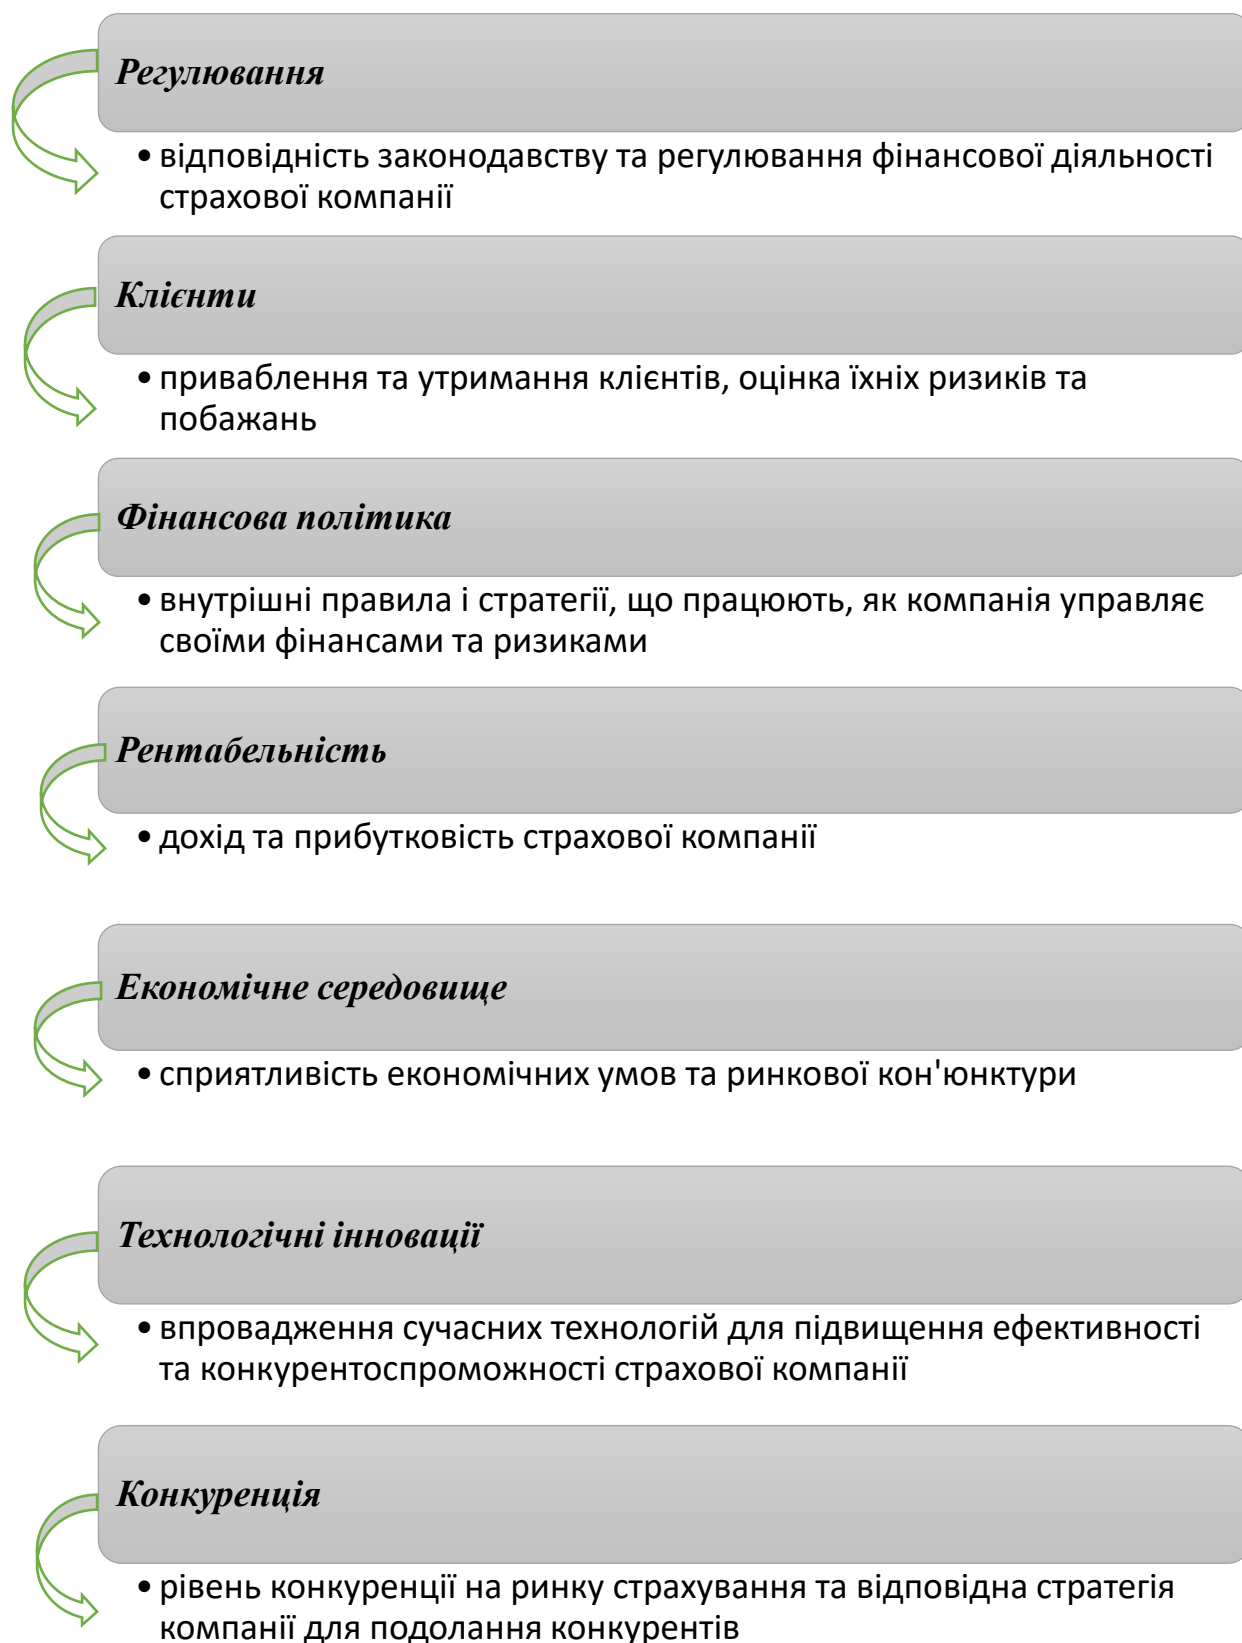 Регулювання
• відповідність законодавству та регулювання фінансової діяльності
страхової компанії
Клієнти
• приваблення та утримання клієнтів, оцінка їхніх ризиків та
побажань
Фінансова політика
• внутрішні правила і стратегії, що працюють, як компанія управляє
своїми фінансами та ризиками
Рентабельність
• дохід та прибутковість страхової компанії
Економічне середовище
• сприятливість економічних умов та ринкової кон'юнктури
Технологічні інновації
• впровадження сучасних технологій для підвищення ефективності
та конкурентоспроможності страхової компанії
Конкуренція
• рівень конкуренції на ринку страхування та відповідна стратегія
компанії для подолання конкурентів